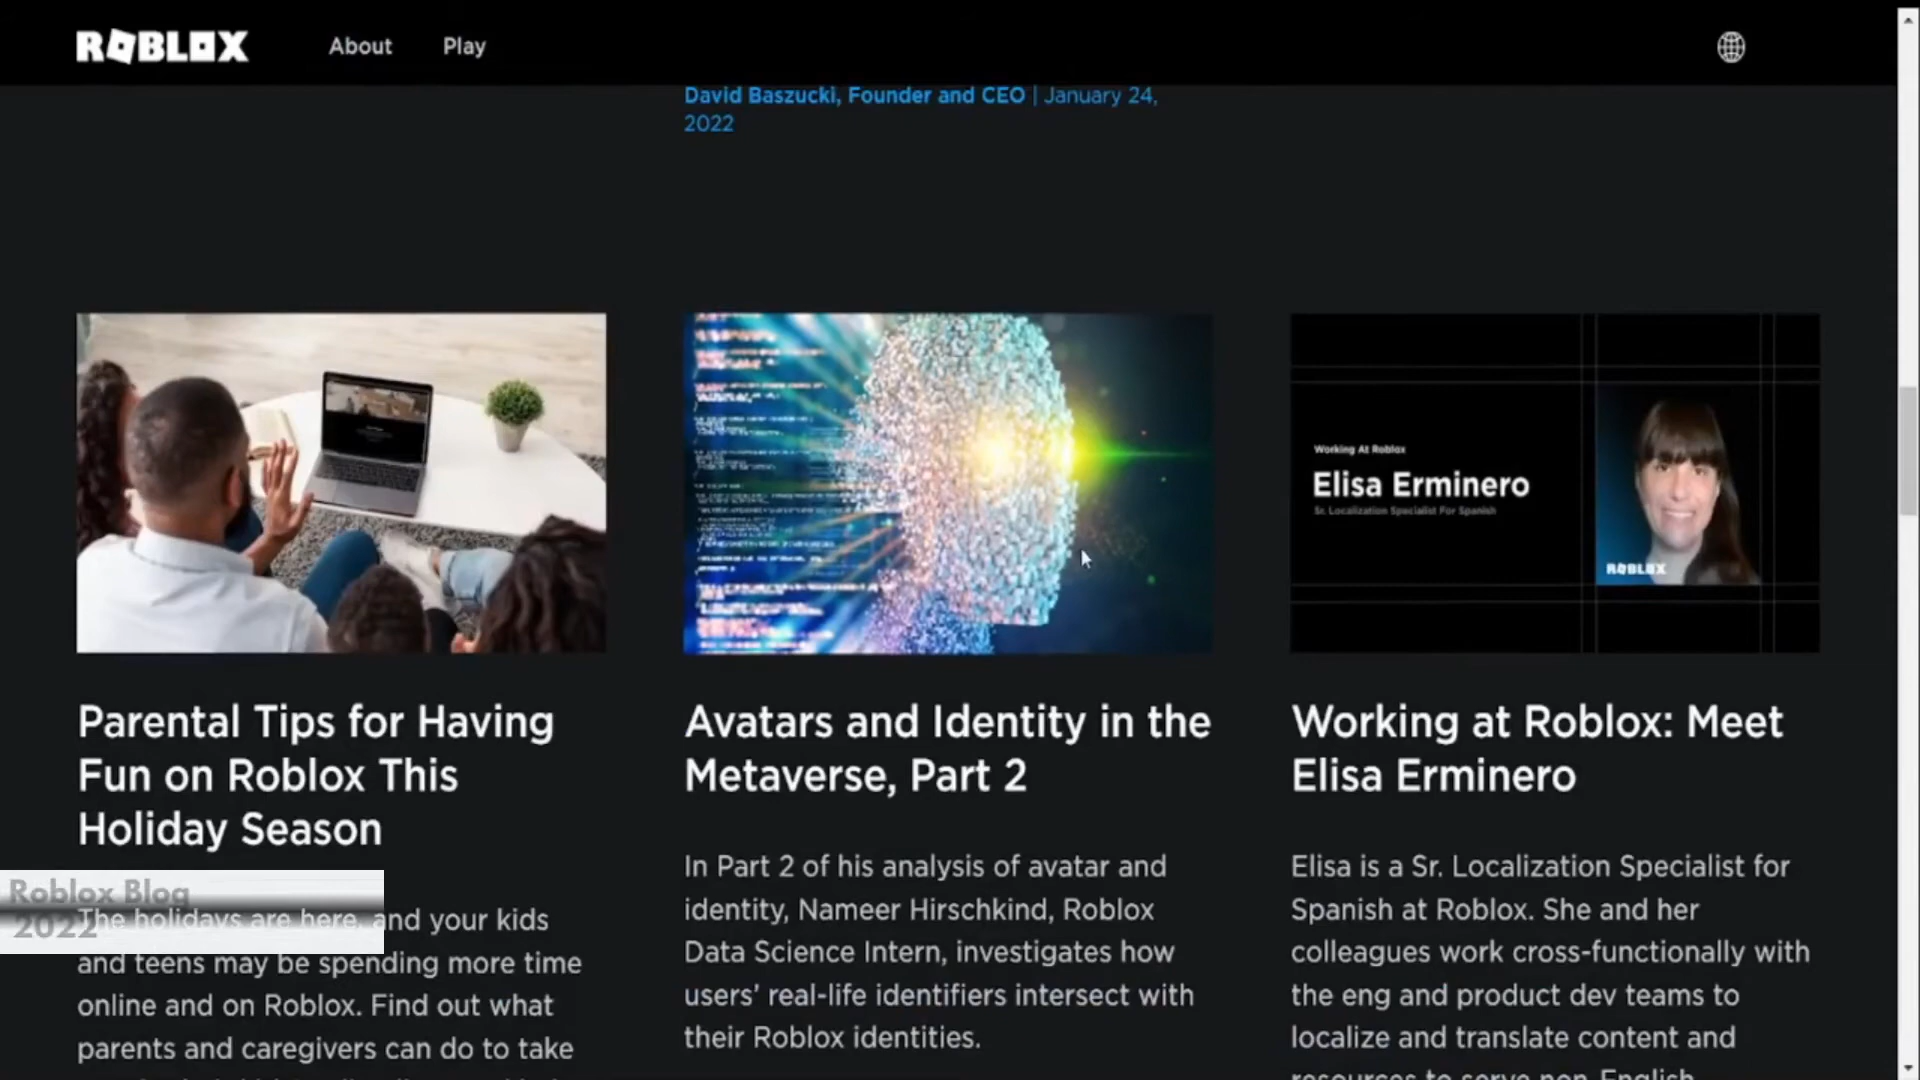 ROBLOX
About
Play
David Baszucki, Founder and CEO | January 24,
2022
Working At Roblox
Elisa Erminero
Sr. Localization Specialist For Spanish
ROBLOX
Parental Tips for Having
Fun on Roblox This
Holiday Season
The holidays are here, and your kids
and teens may be spending more time
online and on Roblox. Find out what
parents and caregivers can do to take
Avatars and Identity in the
Metaverse, Part 2
In Part 2 of his analysis of avatar and
identity, Nameer Hirschkind, Roblox
Data Science Intern, investigates how
users’ real-life identifiers intersect with
their Roblox identities.
Working at Roblox: Meet
Elisa Erminero
Elisa is a Sr. Localization Specialist for
Spanish at Roblox. She and her
colleagues work cross-functionally with
the eng and product dev teams to
localize and translate content and
resources to serve non-English
Roblox Blog
2022